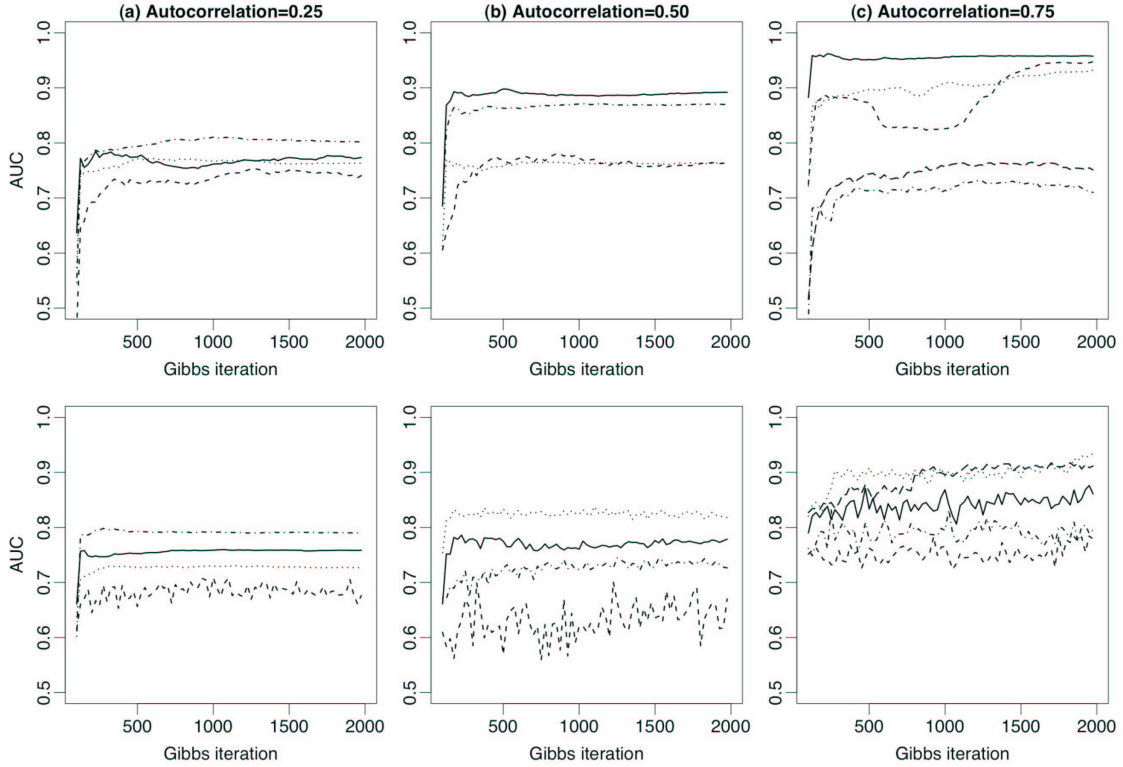 (a) Autocorrelation=0.25
(b) Autocorrelation=0.50
(c) Autocorrelation=0.75
AUC
1.0
0.9
0.8
0.7
0.6
0.5
500 1000 1500 2000
Gibbs iteration
1.0
0.9
0.8
0.7
0.6
0.5
500 1000 1500 2000
Gibbs iteration
1.0
0.9
0.8
0.7
0.6
0.5
500 1000 1500 2000
Gibbs iteration
AUC
1.0
0.9
0.8
0.7
0.6
0.5
500 1000 1500 2000
Gibbs iteration
1.0
0.9
0.8
0.7
0.6
0.5
500 1000 1500 2000
Gibbs iteration
1.0
0.9
0.8
0.7
0.6
0.5
500 1000 1500 2000
Gibbs iteration